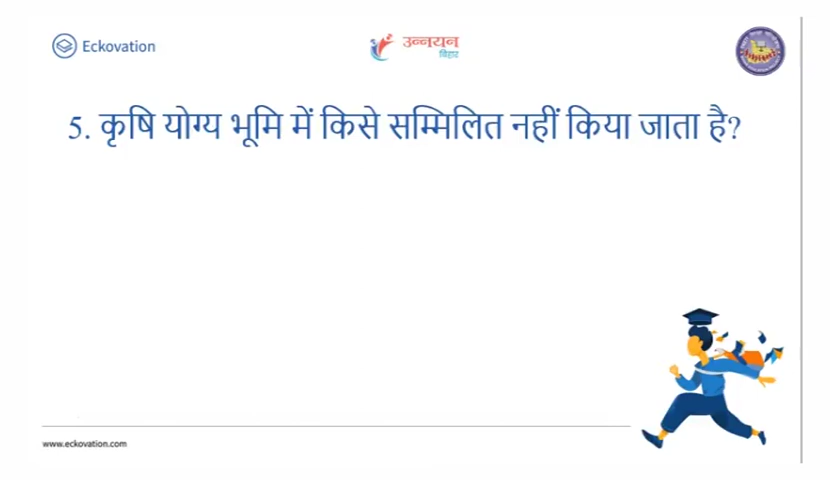 Eckovation
उन्नयन
बिहार
5. कृषि योग्य भूमि में किसे सम्मिलित नहीं किया जाता है?
www.eckovation.com